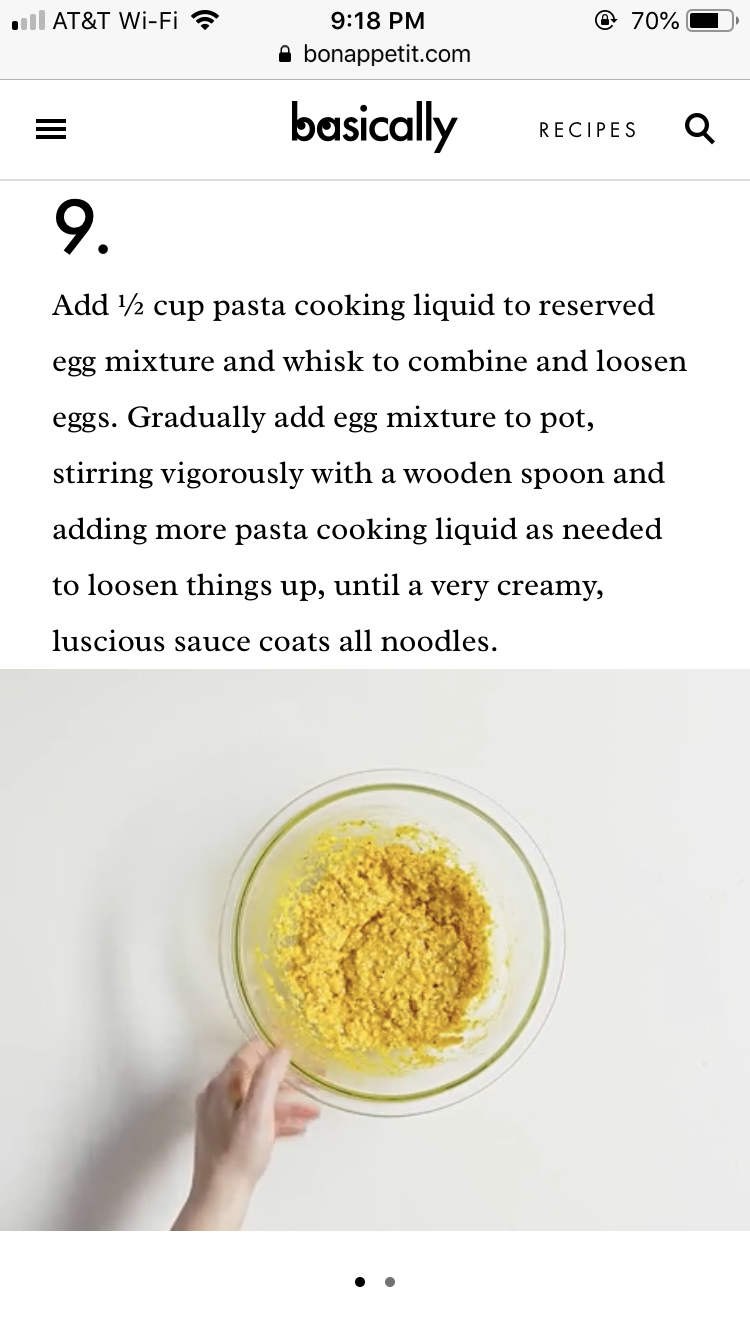 AT&T Wi-Fi 9:18 PM 70%
bonappetit.com
basically RECIPES
9.
Add ½ cup pasta cooking liquid to reserved
egg mixture and whisk to combine and loosen
eggs. Gradually add egg mixture to pot,
stirring vigorously with a wooden spoon and
adding more pasta cooking liquid as needed
to loosen things up, until a very creamy,
luscious sauce coats all noodles.